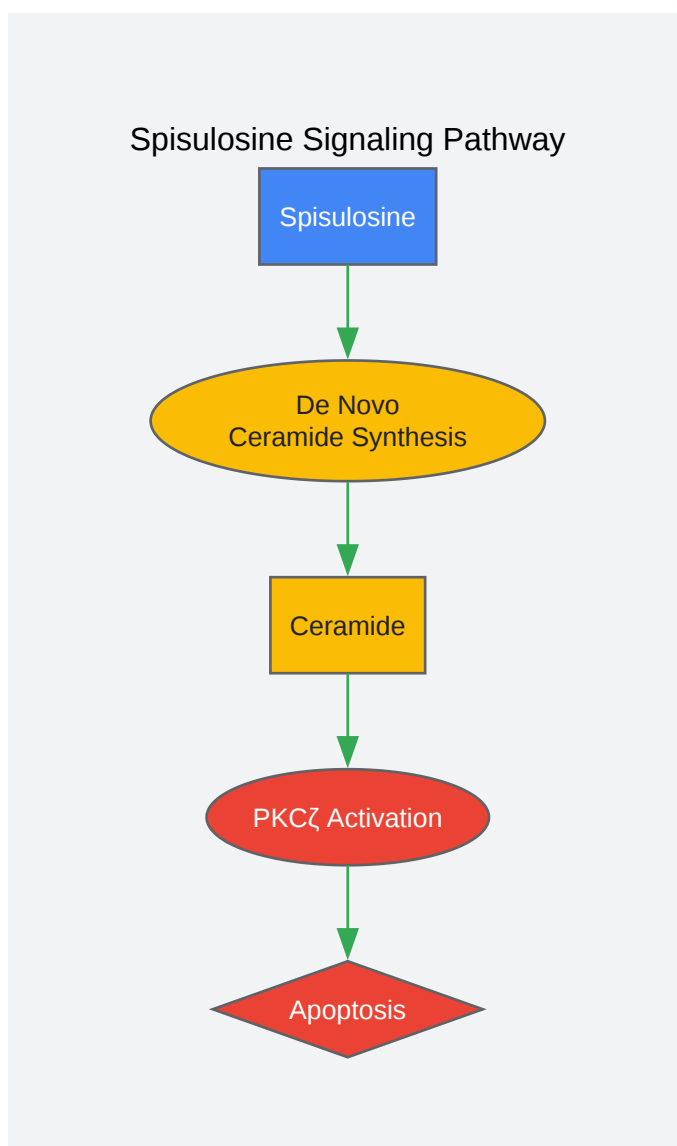 Spisulosine Signaling Pathway
Spisulosine
De Novo
Ceramide Synthesis
Ceramide
PKCζ Activation
Apoptosis